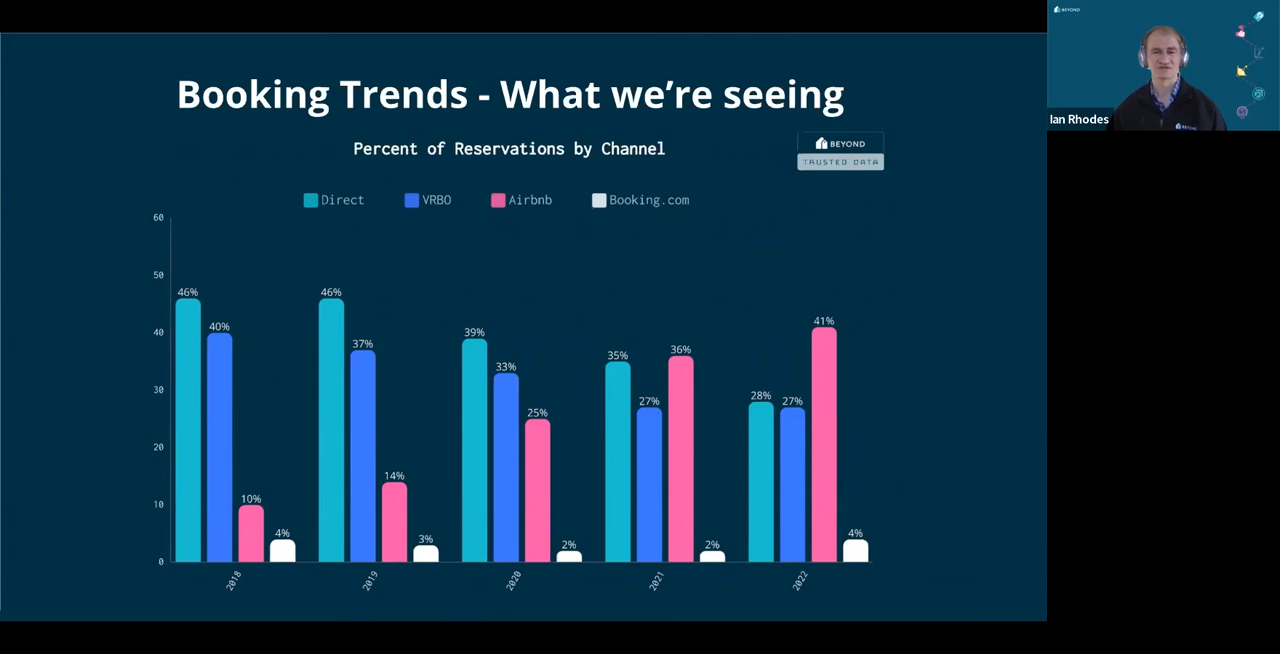 Booking Trends - What we're seeing
Percent of Reservations by Channel
BEYOND
TRUSTED DATA
Direct VRBO Airbnb Booking.com
60
50
40
30
20
10
0
46% 40% 10% 4%
46% 37% 14% 3%
39% 33% 25% 2%
35% 27% 36% 2%
28% 27% 41% 4%
2018 2019 2020 2021 2022
BEYOND
BEYOND
Ian Rhodes